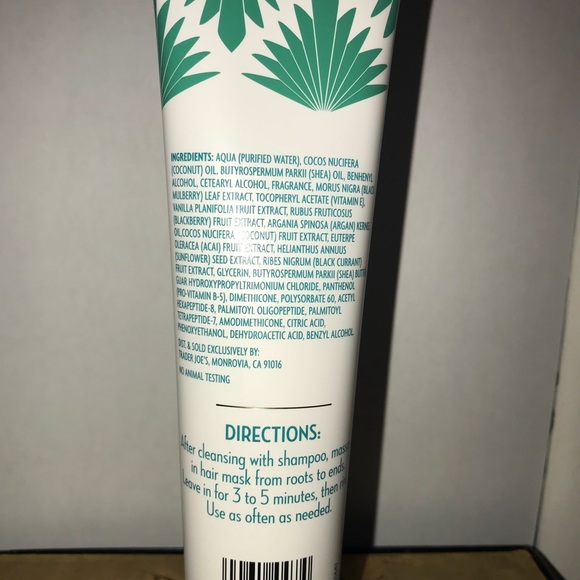 INGREDIENTS: AQUA (PURIFIED WATER), COCOS NUCIFERA
(COCONUT) OIL, BUTYROSPERMUM PARKII (SHEA) OIL, BENHENYL
ALCOHOL, CETEARYL ALCOHOL, FRAGRANCE, MORUS NIGRA (BLACK
MULBERRY) LEAF EXTRACT, TOCOPHERYL ACETATE (VITAMIN E),
VANILLA PLANIFOLIA FRUIT EXTRACT, RUBUS FRUTICOSUS
(BLACKBERRY) FRUIT EXTRACT, ARGANIA SPINOSA (ARGAN) KERNEL
OIL,COCOS NUCIFERA (COCONUT) FRUIT EXTRACT, EUTERPE
OLERACEA (ACAI) FRUIT EXTRACT, HELIANTHUS ANNUUS
(SUNFLOWER) SEED EXTRACT, RIBES NIGRUM (BLACK CURRANT)
FRUIT EXTRACT, GLYCERIN, BUTYROSPERMUM PARKII (SHEA) BUTT
GUAR HYDROXYPROPYLTRIMONIUM CHLORIDE, PANTHENOL
(PRO-VITAMIN B-5), DIMETHICONE, POLYSORBATE 60, ACETYL
HEXAPEPTIDE-8, PALMITOYL OLIGOPEPTIDE, PALMITOYL
TETRAPEPTIDE-7, AMODIMETHICONE, CITRIC ACID,
PHENOXYETHANOL, DEHYDROACETIC ACID, BENZYL ALCOHOL
DIST. & SOLD EXCLUSIVELY BY:
TRADER JOE'S, MONROVIA, CA 91016
NO ANIMAL TESTING
DIRECTIONS:
After cleansing with shampoo, massa
in hair mask from roots to ends.
Leave in for 3 to 5 minutes, then
Use as often as needed.